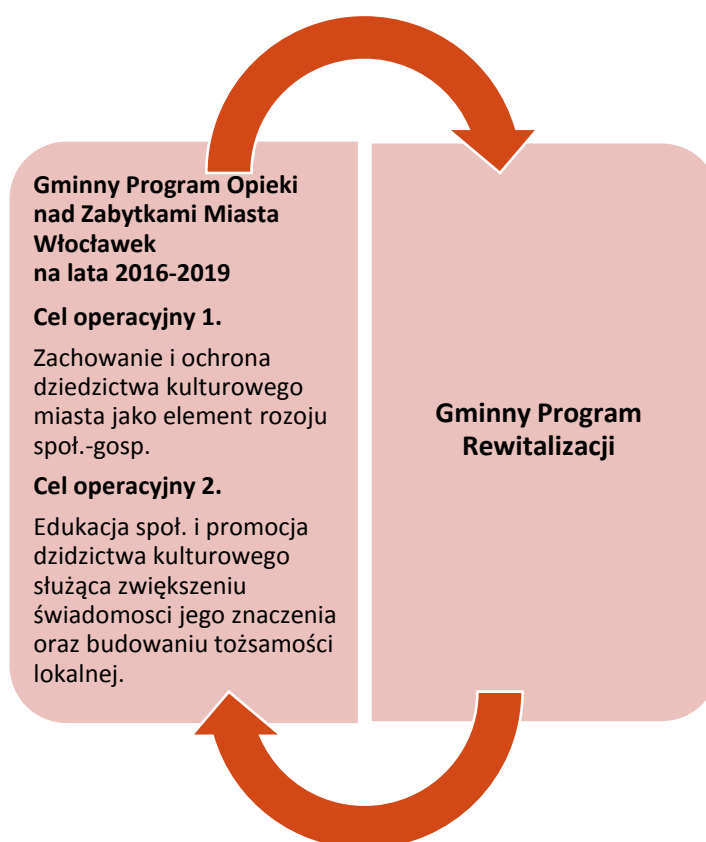 Gminny Program Opieki
nad Zabytkami Miasta
Włocławek
na lata 2016-2019
Cel operacyjny 1.
Zachowanie i ochrona
dziedzictwa kulturowego
miasta jako element rozoju
społ.-gosp.
Cel operacyjny 2.
Edukacja społ. i promocja
dzidzictwa kulturowego
służąca zwiększeniu
świadomosci jego znaczenia
oraz budowaniu tożsamości
lokalnej.
Gminny Program
Rewitalizacji